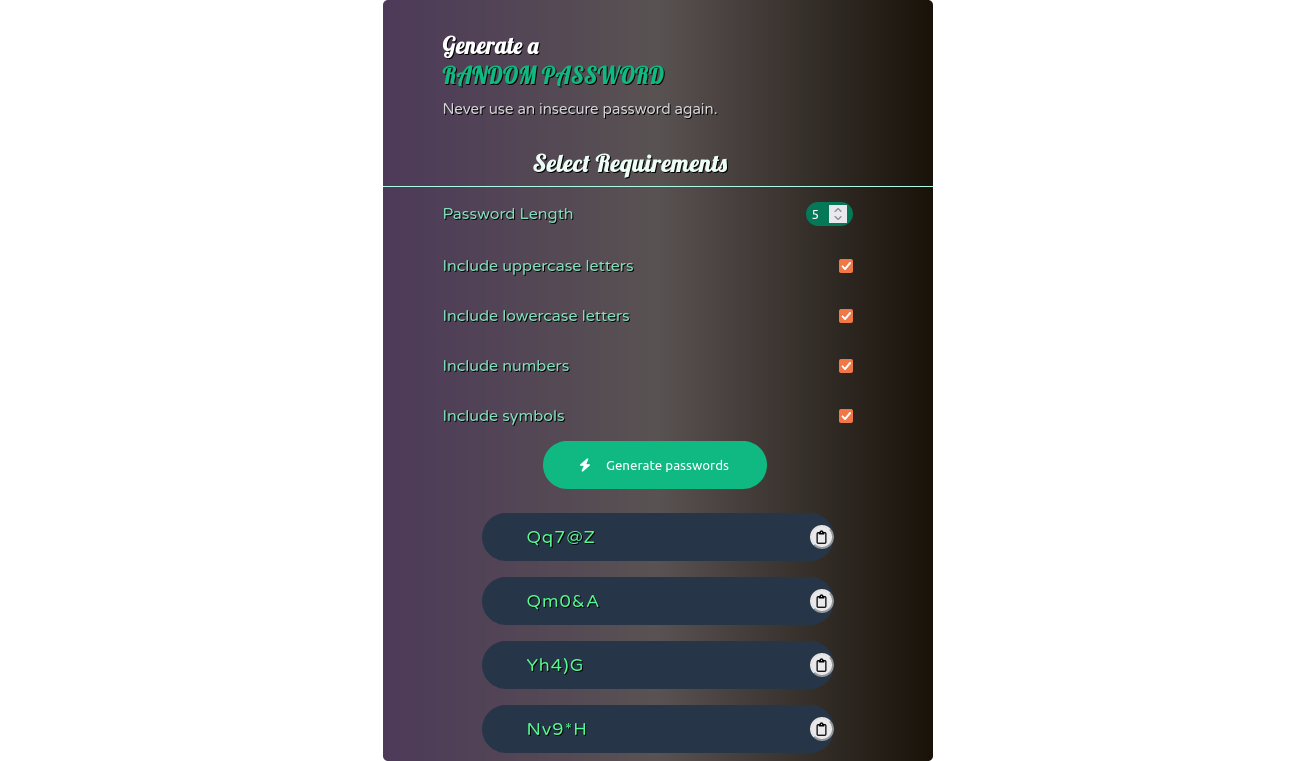 Generate a
RANDOM PASSWORD
Never use an insecure password again.
Select Requirements
Password Length 5
Include uppercase letters
Include lowercase letters
Include numbers
Include symbols
Generate passwords
Qq7@Z
Qm0&A
Yh4)G
Nv9*H